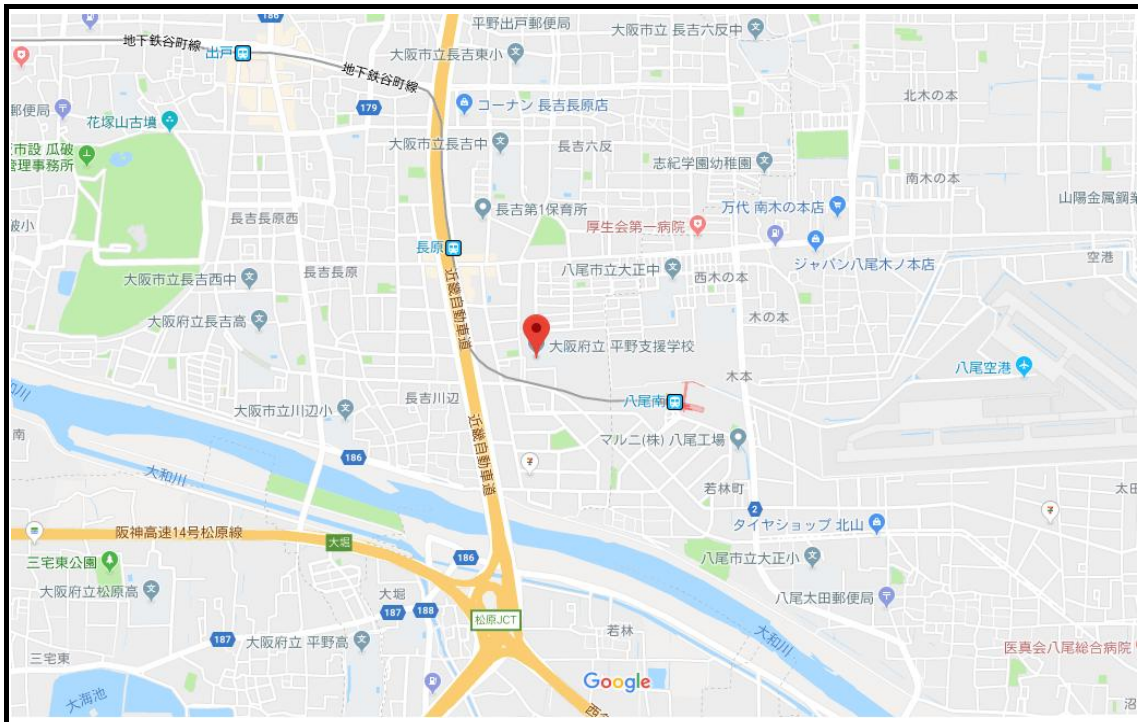 186
平野出戸郵便局
大阪市立 長吉六反中
地下鉄谷町線
出戸
大阪市立長吉東小
地下鉄谷町線
179
コーナン 長吉長原店
北木の本
郵便局
花塚山古墳
市設 瓜破
管理事務所
大阪市立長吉中
長吉六反
志紀学園幼稚園
南木の本
山陽金属鋼業
破小
長吉長原西
長吉第1保育所
厚生会第一病院
万代 南木の本店
長原
ジャパン八尾木ノ本店
空港
大阪市立長吉西中
長吉長原
近畿自動車道
八尾市立大正中
西木の本
大阪府立長吉高
木の本
大阪府立 平野支援学校
木本
八尾空港
大阪市立川辺小
長吉川辺
八尾南
マルニ(株) 八尾工場
南
186
近畿自動車道
若林町
太田
大和川
2
タイヤショップ 北山
阪神高速14号松原線
大堀
三宅東公園
186
八尾市立大正小
大阪府立松原高
大堀
187
188
八尾太田郵便局
松原JCT
187
大阪府立 平野高
若林
大和川
三宅東
医真会八尾総合病院
大海池
Google
沼